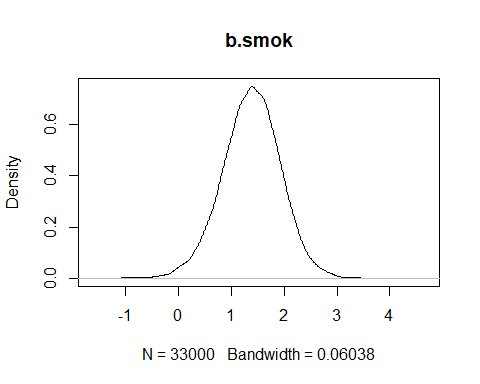 b.smok
Density
0.0 0.2 0.4 0.6
-1 0 1 2 3 4
N = 33000 Bandwidth = 0.06038